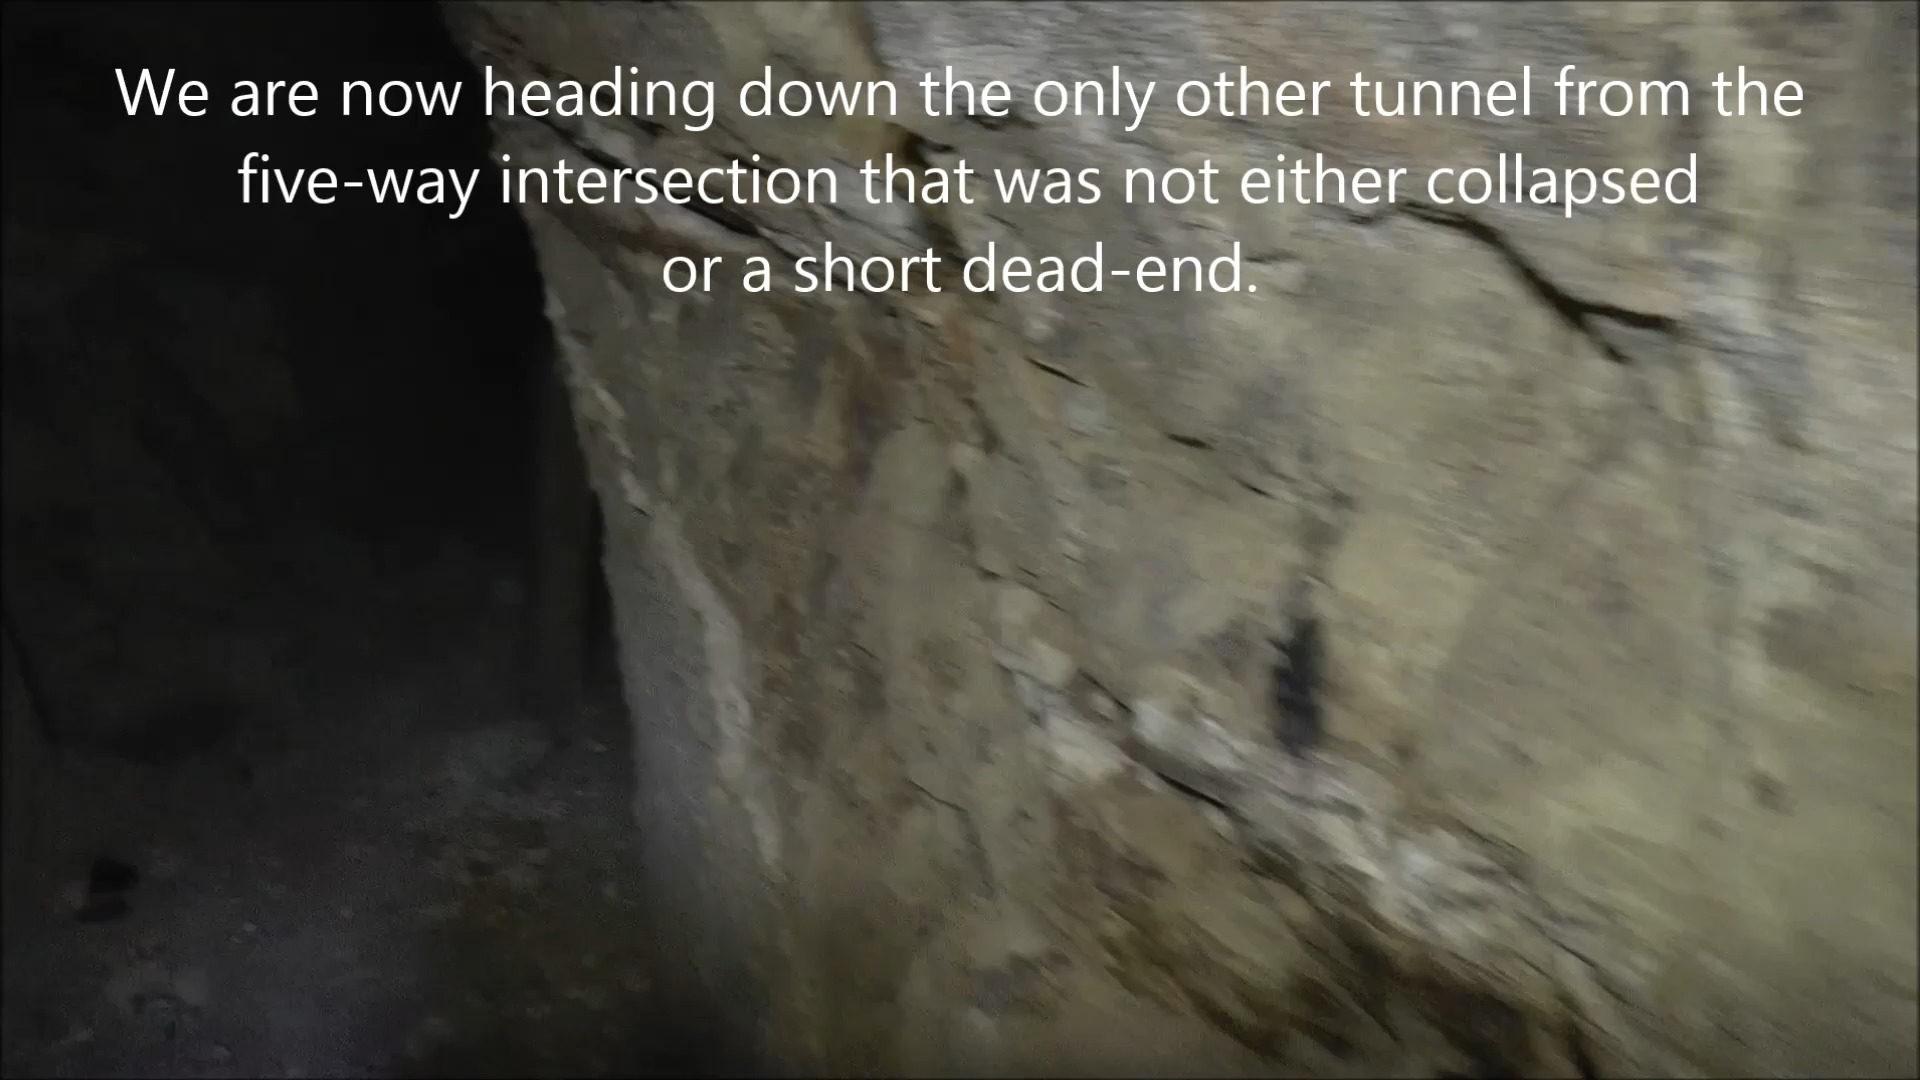 We are now heading down the only other tunnel from the
five-way intersection that was not either collapsed
or a short dead-end.